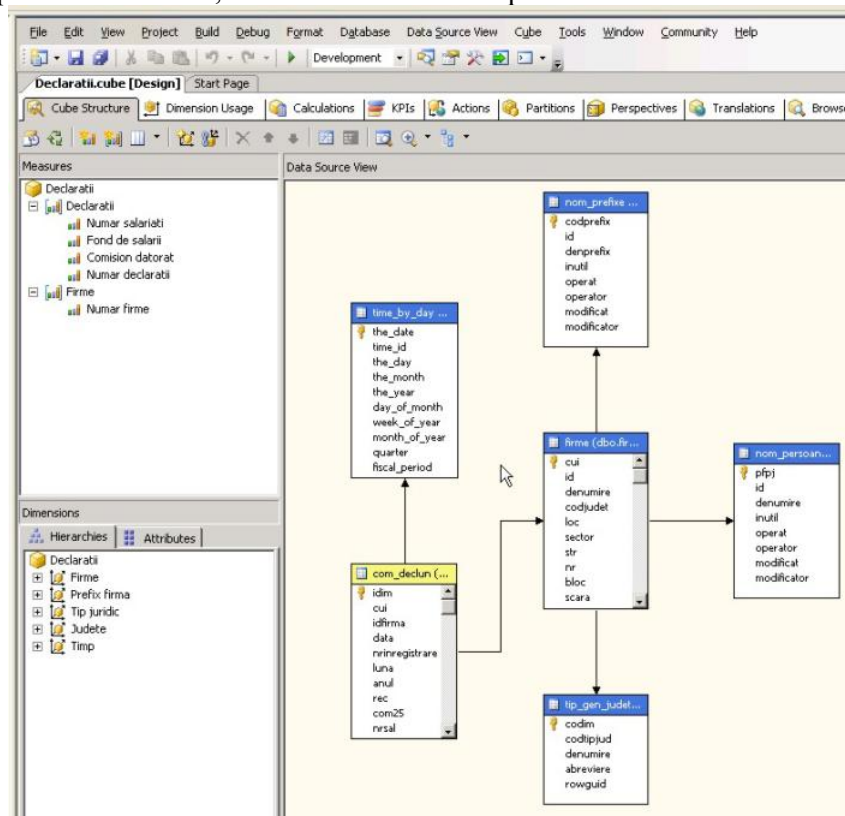 File Edit View Project Build Debug Format Database Data Source View Cube Tools Window Community Help
Development
Declaratii.cube [Design] Start Page
Cube Structure Dimension Usage Calculations KPIs Actions Partitions Perspectives Translations Brows
Measures
Declaratii
Declaratii
Numar salariati
Fond de salarii
Comision datorat
Numar declaratii
Firme
Numar firme
Dimensions
Hierarchies Attributes
Declaratii
Firme
Prefix firma
Tip juridic
Judete
Timp
Data Source View
nom_prefixe ...
codprefix
id
denprefix
inutil
operat
operator
modificat
modificator
time_by_day ...
the_date
time_id
the_day
the_month
the_year
day_of_month
week_of_year
month_of_year
quarter
fiscal_period
firme (dbo.fir...
cui
id
denumire
codjudet
loc
sector
str
nr
bloc
scara
nom_persoan...
pfpj
id
denumire
inutil
operat
operator
modificat
modificator
com_declun (...
idim
cui
idfirma
data
nrinregistrare
luna
anul
rec
com25
nrsal
tip_gen_judet...
codim
codtipjud
denumire
abreviere
rowguid